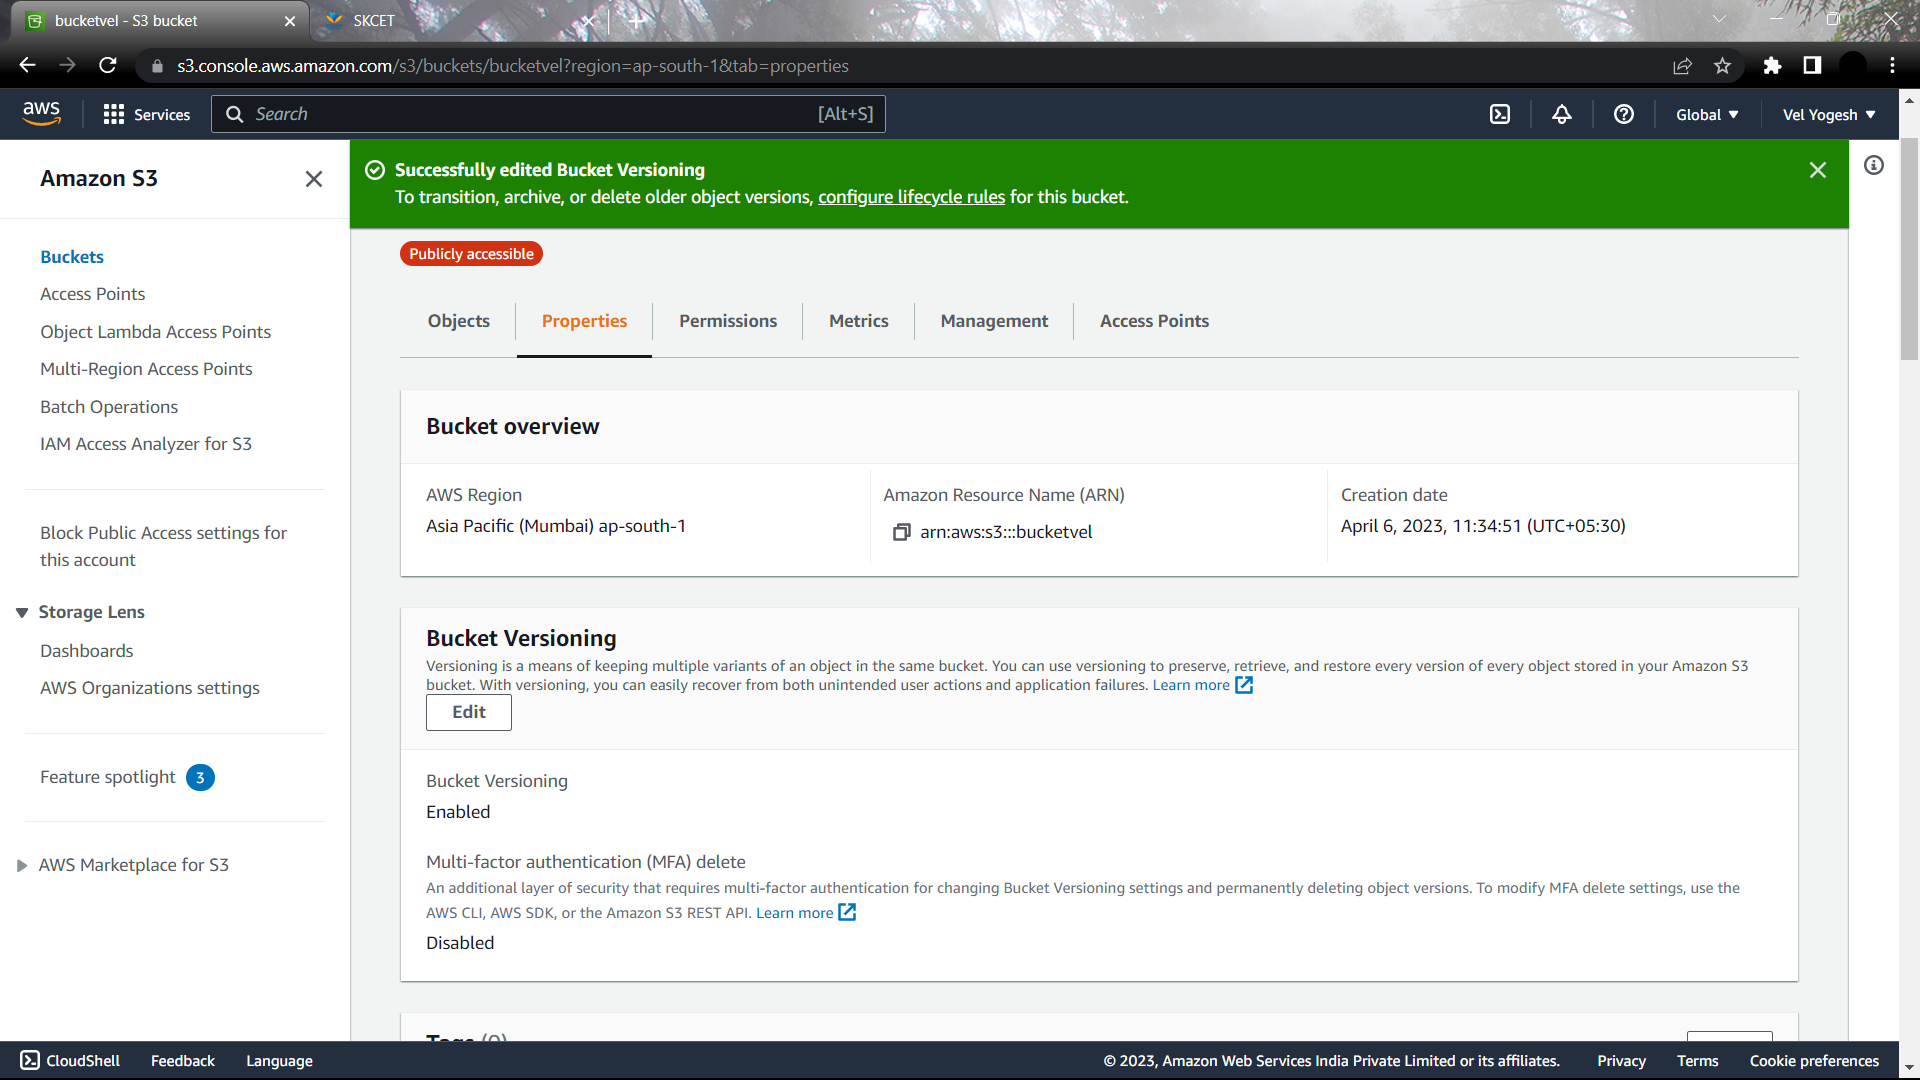 bucketvel - S3 bucket
SKCET
s3.console.aws.amazon.com/s3/buckets/bucketvel?region=ap-south-1&tab=properties
aws
Services
Search
[Alt+S]
Global
Vel Yogesh
Amazon S3
Buckets
Access Points
Object Lambda Access Points
Multi-Region Access Points
Batch Operations
IAM Access Analyzer for S3
Block Public Access settings for
this account
Storage Lens
Dashboards
AWS Organizations settings
Feature spotlight 3
AWS Marketplace for S3
Successfully edited Bucket Versioning
To transition, archive, or delete older object versions, configure lifecycle rules for this bucket.
Publicly accessible
Objects
Properties
Permissions
Metrics
Management
Access Points
Bucket overview
AWS Region
Asia Pacific (Mumbai) ap-south-1
Amazon Resource Name (ARN)
arn:aws:s3:::bucketvel
Creation date
April 6, 2023, 11:34:51 (UTC+05:30)
Bucket Versioning
Versioning is a means of keeping multiple variants of an object in the same bucket. You can use versioning to preserve, retrieve, and restore every version of every object stored in your Amazon S3
bucket. With versioning, you can easily recover from both unintended user actions and application failures. Learn more
Edit
Bucket Versioning
Enabled
Multi-factor authentication (MFA) delete
An additional layer of security that requires multi-factor authentication for changing Bucket Versioning settings and permanently deleting object versions. To modify MFA delete settings, use the
AWS CLI, AWS SDK, or the Amazon S3 REST API. Learn more
Disabled
Tags (0)
CloudShell
Feedback
Language
© 2023, Amazon Web Services India Private Limited or its affiliates.
Privacy
Terms
Cookie preferences